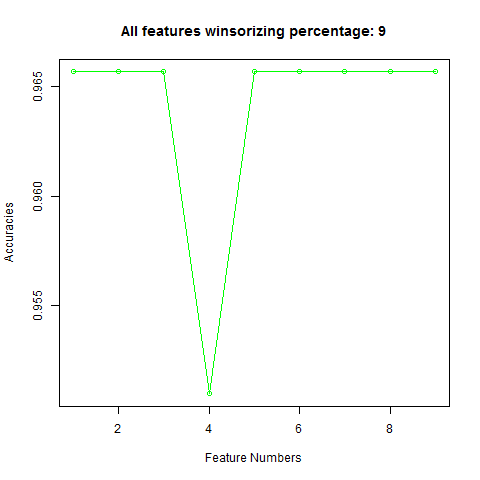 All features winsorizing percentage: 9
0.965
0.960
0.955
Accuracies
2 4 6 8
Feature Numbers